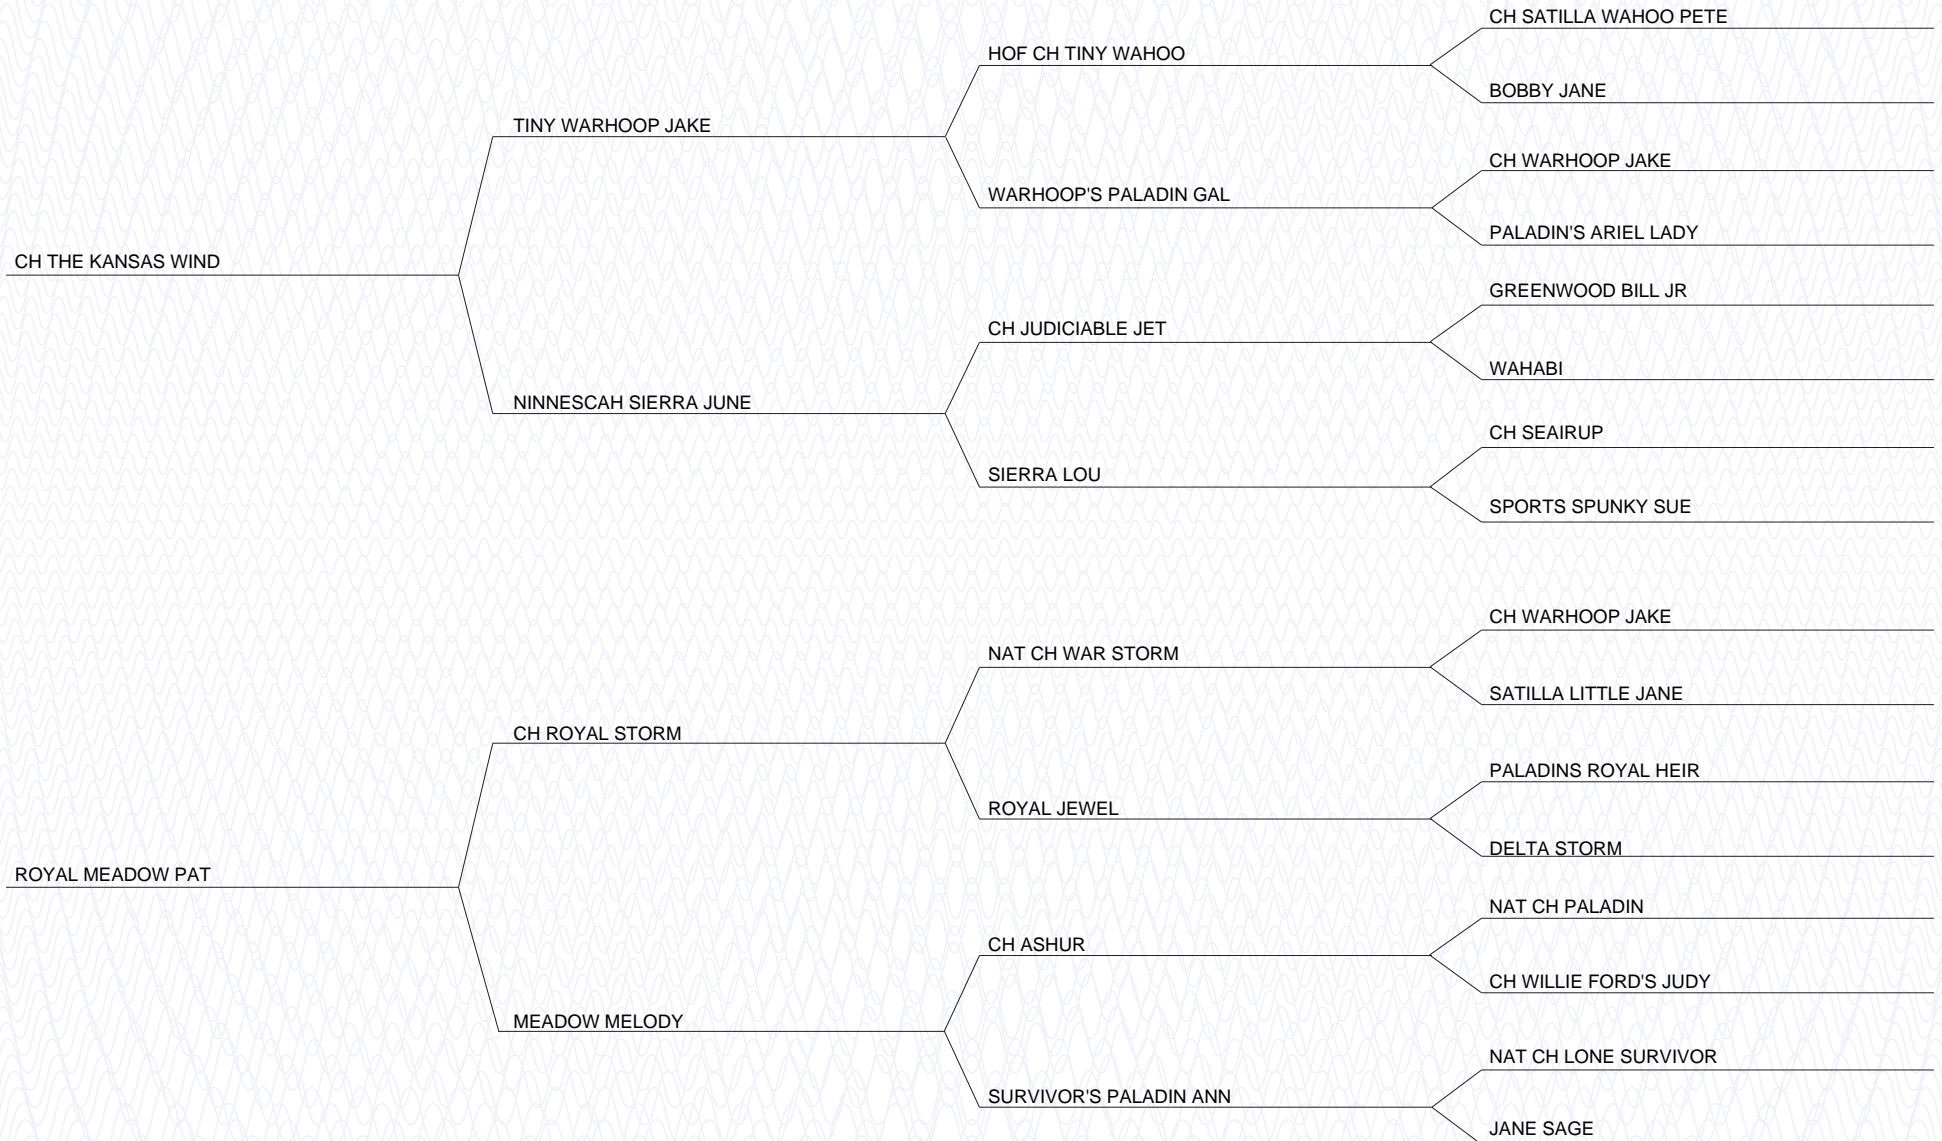 CH SATILLA WAHOO PETE
HOF CH TINY WAHOO
BOBBY JANE
TINY WARHOOP JAKE
CH WARHOOP JAKE
WARHOOP'S PALADIN GAL
PALADIN'S ARIEL LADY
CH THE KANSAS WIND
GREENWOOD BILL JR
CH JUDICIABLE JET
WAHABI
NINNESCAH SIERRA JUNE
CH SEAIRUP
SIERRA LOU
SPORTS SPUNKY SUE
CH WARHOOP JAKE
NAT CH WAR STORM
SATILLA LITTLE JANE
CH ROYAL STORM
PALADINS ROYAL HEIR
ROYAL JEWEL
DELTA STORM
ROYAL MEADOW PAT
NAT CH PALADIN
CH ASHUR
CH WILLIE FORD'S JUDY
MEADOW MELODY
NAT CH LONE SURVIVOR
SURVIVOR'S PALADIN ANN
JANE SAGE